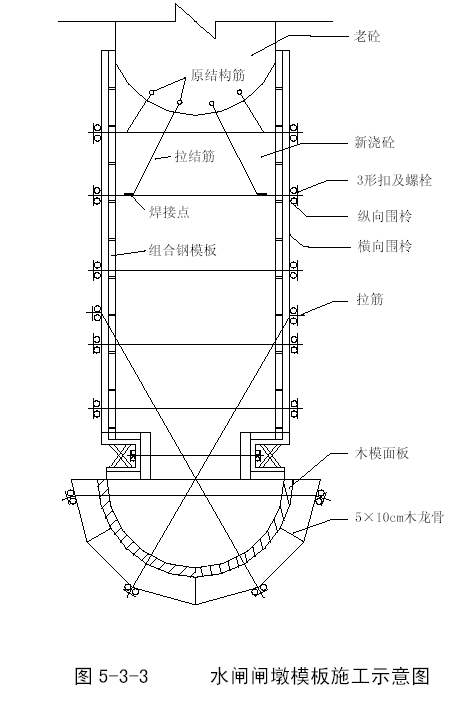 老砼
原结构筋
新浇砼
拉结筋
3形扣及螺栓
焊接点
纵向围柃
横向围柃
组合钢模板
拉筋
木模面板
5×10cm木龙骨
图 5-3-3 水闸闸墩模板施工示意图